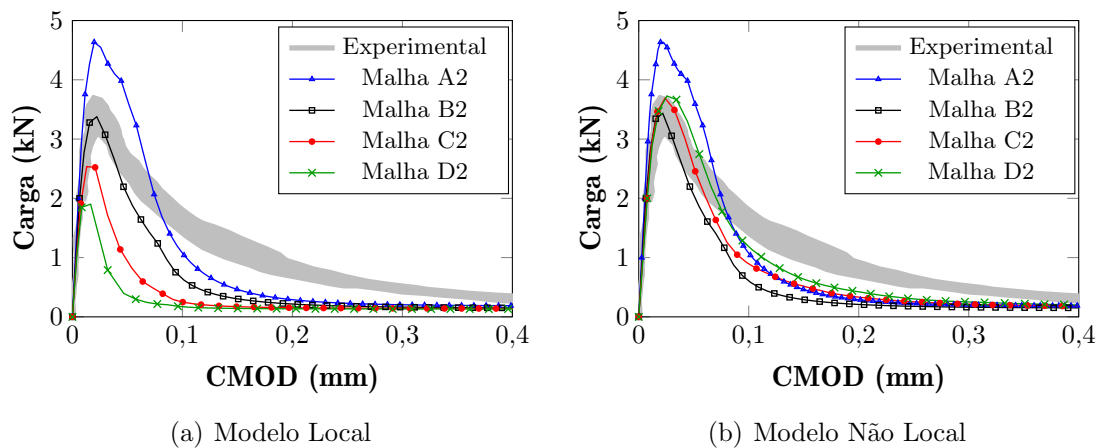 5
4
3
2
1
0
Carga (kN)
0
0,1
0,2
0,3
0,4
CMOD (mm)
Experimental
Malha A2
Malha B2
Malha C2
Malha D2
(a) Modelo Local
5
4
3
2
1
0
Carga (kN)
0
0,1
0,2
0,3
0,4
CMOD (mm)
Experimental
Malha A2
Malha B2
Malha C2
Malha D2
(b) Modelo Não Local